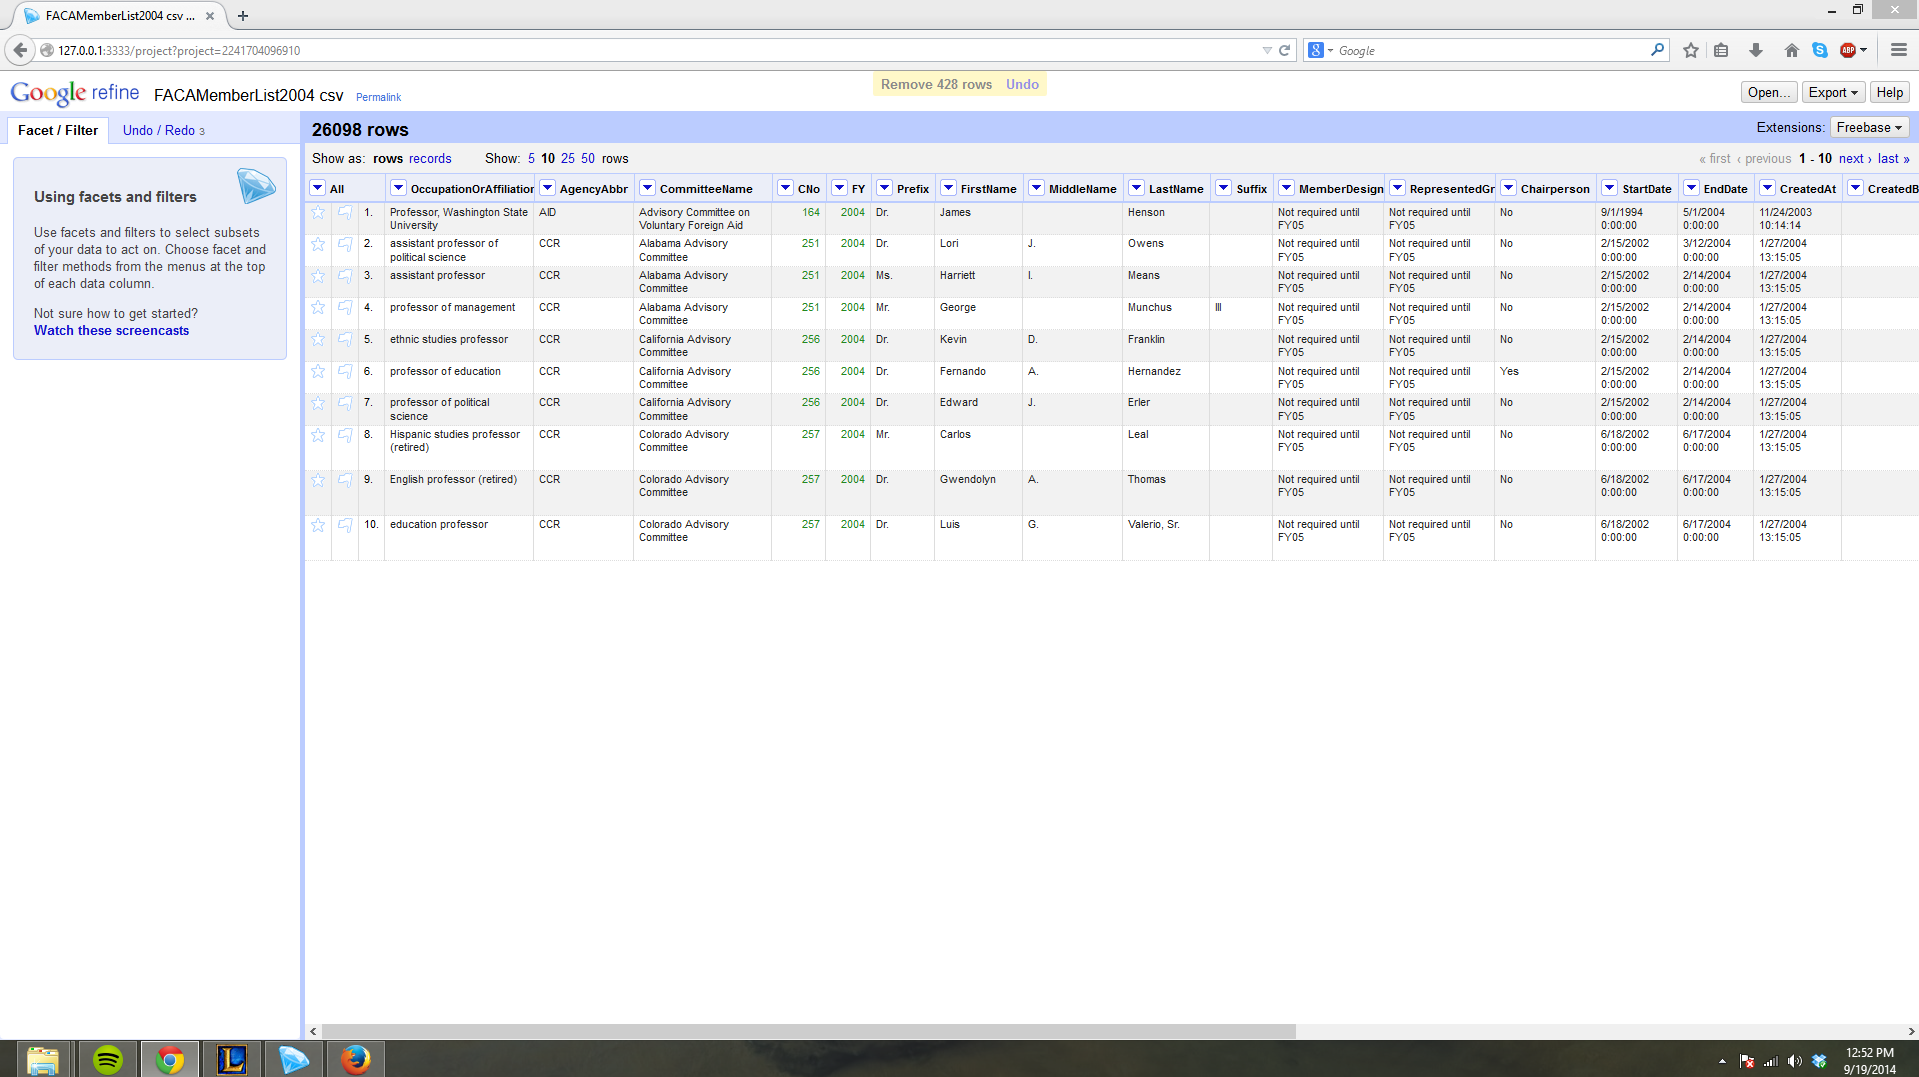 FACAMemberList2004 csv ...
127.0.0.1:3333/project?project=2241704096910
Google
ABP
Google refine FACAMemberList2004 csv Permalink
Remove 428 rows Undo
Open... Export Help
Facet / Filter Undo / Redo 3
26098 rows
Extensions: Freebase
Show as: rows records Show: 5 10 25 50 rows
« first ‹ previous 1 - 10 next › last »
Using facets and filters
Use facets and filters to select subsets
of your data to act on. Choose facet and
filter methods from the menus at the top
of each data column.
Not sure how to get started?
Watch these screencasts
All OccupationOrAffiliation AgencyAbbr CommitteeName CNo FY Prefix FirstName MiddleName LastName Suffix MemberDesign RepresentedGr Chairperson StartDate EndDate CreatedAt CreatedB
1. Professor, Washington State AID Advisory Committee on 164 2004 Dr. James Henson Not required until Not required until No 9/1/1994 5/1/2004 11/24/2003
University Voluntary Foreign Aid FY05 FY05 0:00:00 0:00:00 10:14:14
2. assistant professor of CCR Alabama Advisory 251 2004 Dr. Lori J. Owens Not required until Not required until No 2/15/2002 3/12/2004 1/27/2004
political science Committee FY05 FY05 0:00:00 0:00:00 13:15:05
3. assistant professor CCR Alabama Advisory 251 2004 Ms. Harriett I. Means Not required until Not required until No 2/15/2002 2/14/2004 1/27/2004
Committee FY05 FY05 0:00:00 0:00:00 13:15:05
4. professor of management CCR Alabama Advisory 251 2004 Mr. George Munchus III Not required until Not required until No 2/15/2002 2/14/2004 1/27/2004
Committee FY05 FY05 0:00:00 0:00:00 13:15:05
5. ethnic studies professor CCR California Advisory 256 2004 Dr. Kevin D. Franklin Not required until Not required until No 2/15/2002 2/14/2004 1/27/2004
Committee FY05 FY05 0:00:00 0:00:00 13:15:05
6. professor of education CCR California Advisory 256 2004 Dr. Fernando A. Hernandez Not required until Not required until Yes 2/15/2002 2/14/2004 1/27/2004
Committee FY05 FY05 0:00:00 0:00:00 13:15:05
7. professor of political CCR California Advisory 256 2004 Dr. Edward J. Erler Not required until Not required until No 2/15/2002 2/14/2004 1/27/2004
science Committee FY05 FY05 0:00:00 0:00:00 13:15:05
8. Hispanic studies professor CCR Colorado Advisory 257 2004 Mr. Carlos Leal Not required until Not required until No 6/18/2002 6/17/2004 1/27/2004
(retired) Committee FY05 FY05 0:00:00 0:00:00 13:15:05
9. English professor (retired) CCR Colorado Advisory 257 2004 Dr. Gwendolyn A. Thomas Not required until Not required until No 6/18/2002 6/17/2004 1/27/2004
Committee FY05 FY05 0:00:00 0:00:00 13:15:05
10. education professor CCR Colorado Advisory 257 2004 Dr. Luis G. Valerio, Sr. Not required until Not required until No 6/18/2002 6/17/2004 1/27/2004
Committee FY05 FY05 0:00:00 0:00:00 13:15:05
12:52 PM
9/19/2014